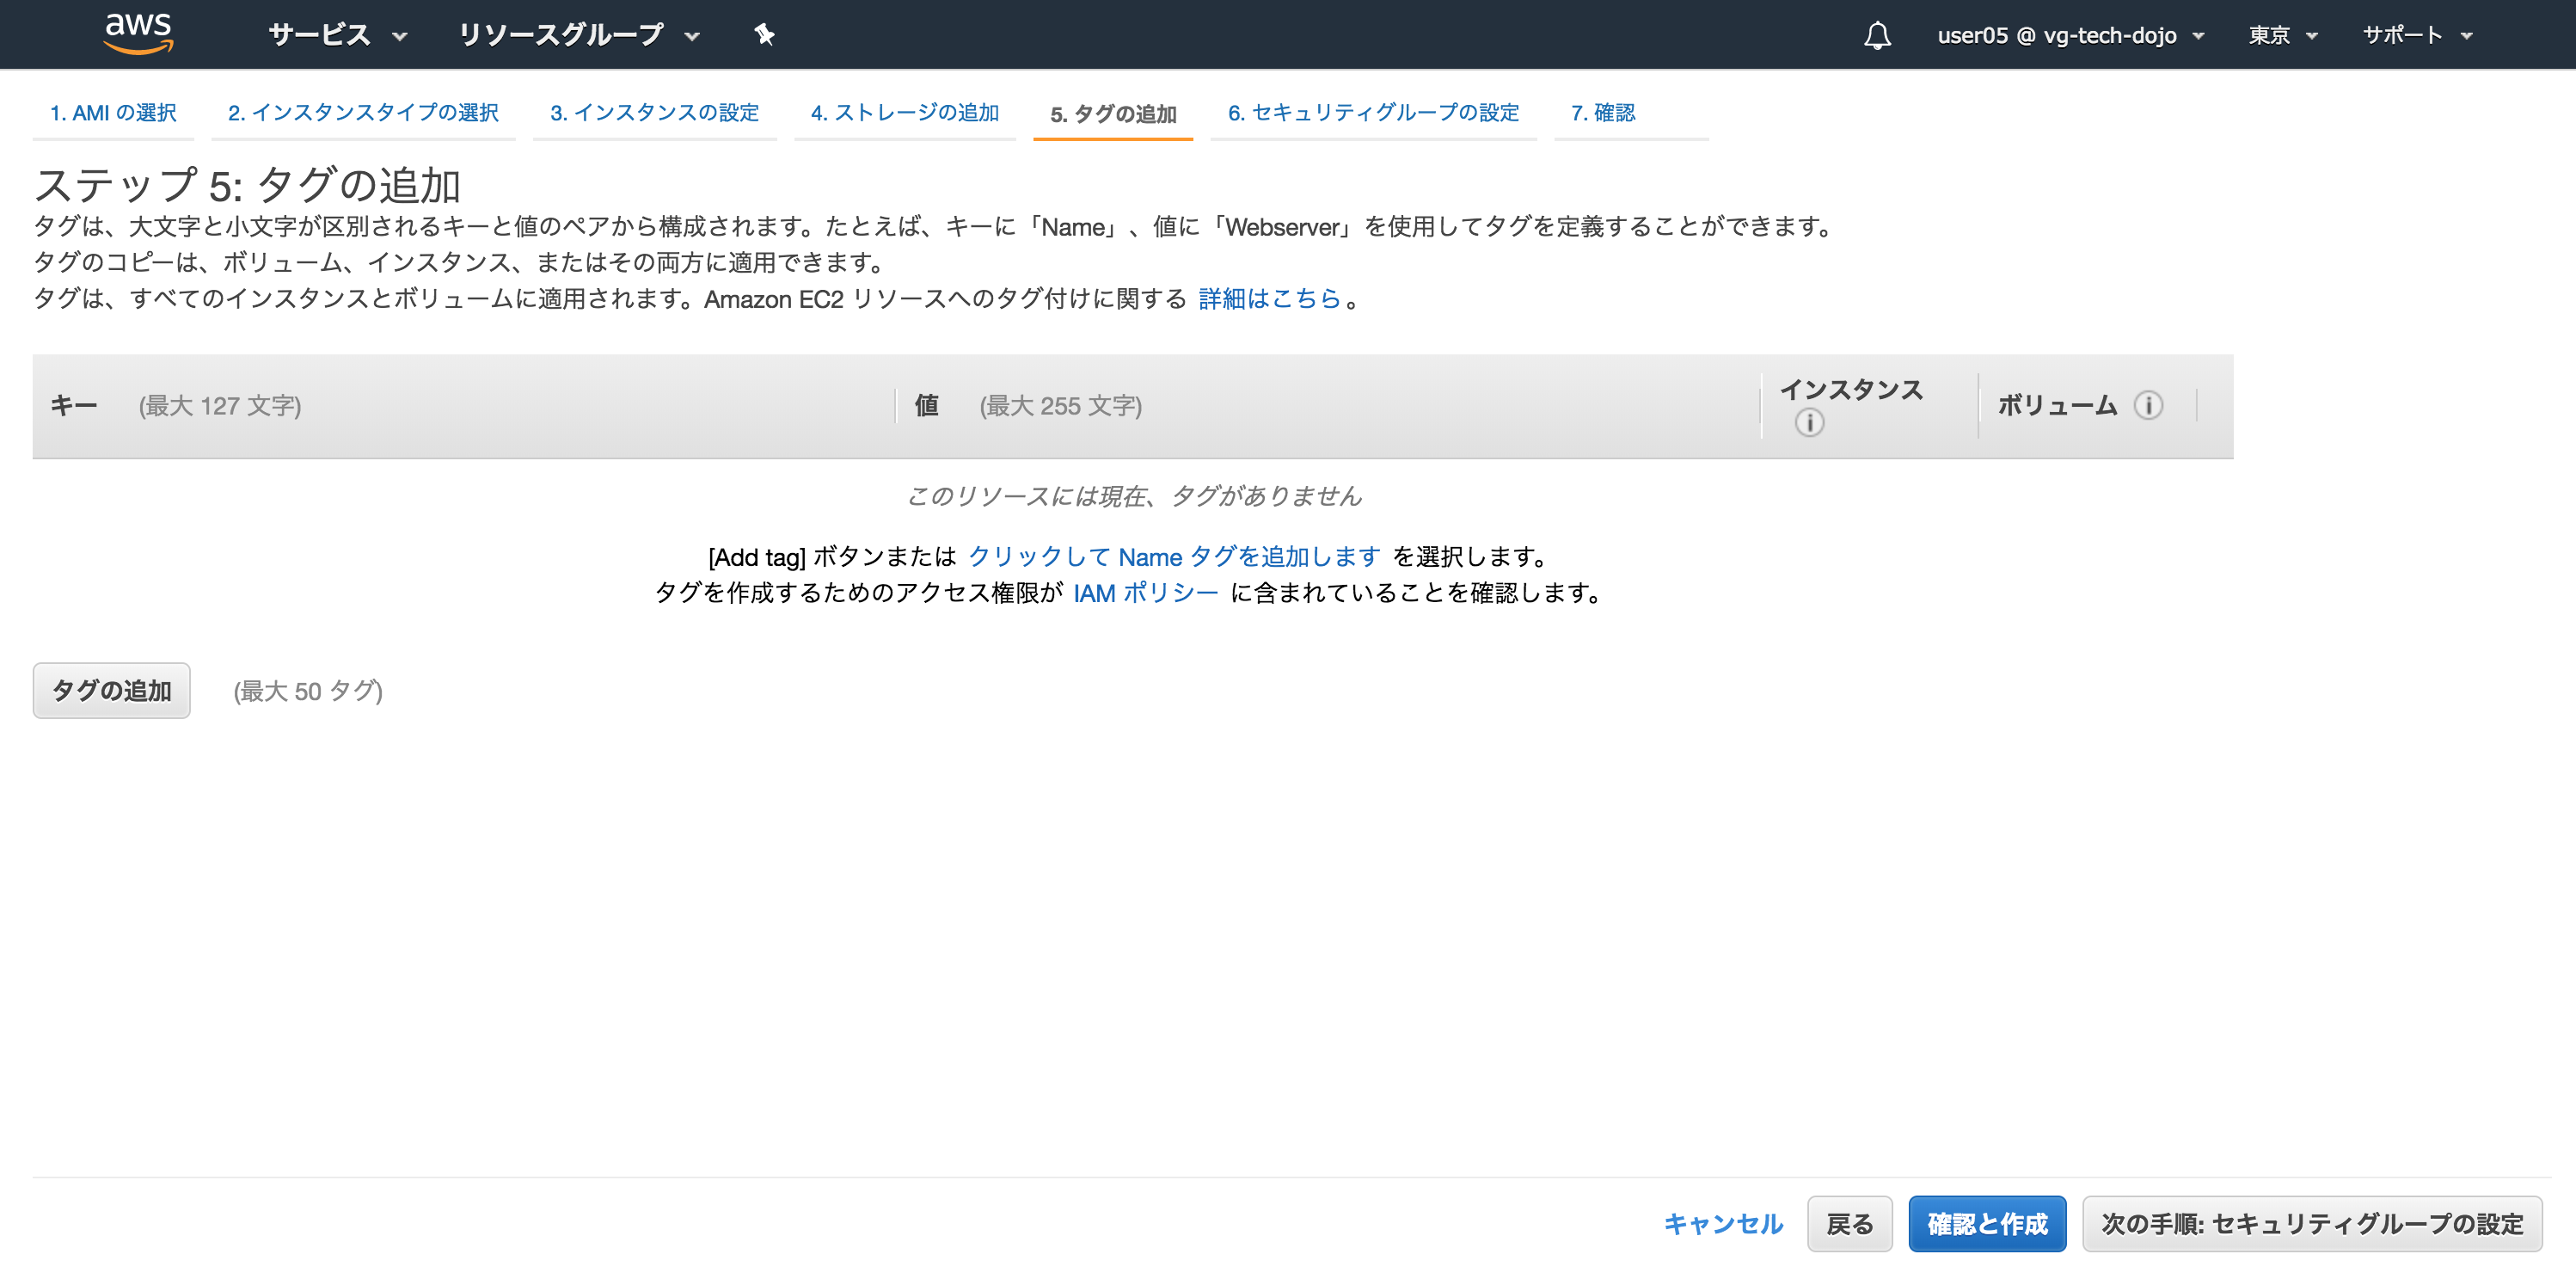 aws サービス リソースグループ user05 @ vg-tech-dojo 東京 サポート
1. AMI の選択 2. インスタンスタイプの選択 3. インスタンスの設定 4. ストレージの追加 5. タグの追加 6. セキュリティグループの設定 7. 確認
ステップ 5: タグの追加
タグは、大文字と小文字が区別されるキーと値のペアから構成されます。たとえば、キーに「Name」、値に「Webserver」を使用してタグを定義することができます。
タグのコピーは、ボリューム、インスタンス、またはその両方に適用できます。
タグは、すべてのインスタンスとボリュームに適用されます。Amazon EC2 リソースへのタグ付けに関する 詳細はこちら 。
キー (最大 127 文字) 値 (最大 255 文字) インスタンス ボリューム
このリソースには現在、タグがありません
[Add tag] ボタンまたは クリックして Name タグを追加します を選択します。
タグを作成するためのアクセス権限が IAM ポリシー に含まれていることを確認します。
タグの追加 (最大 50 タグ)
キャンセル 戻る 確認と作成 次の手順: セキュリティグループの設定